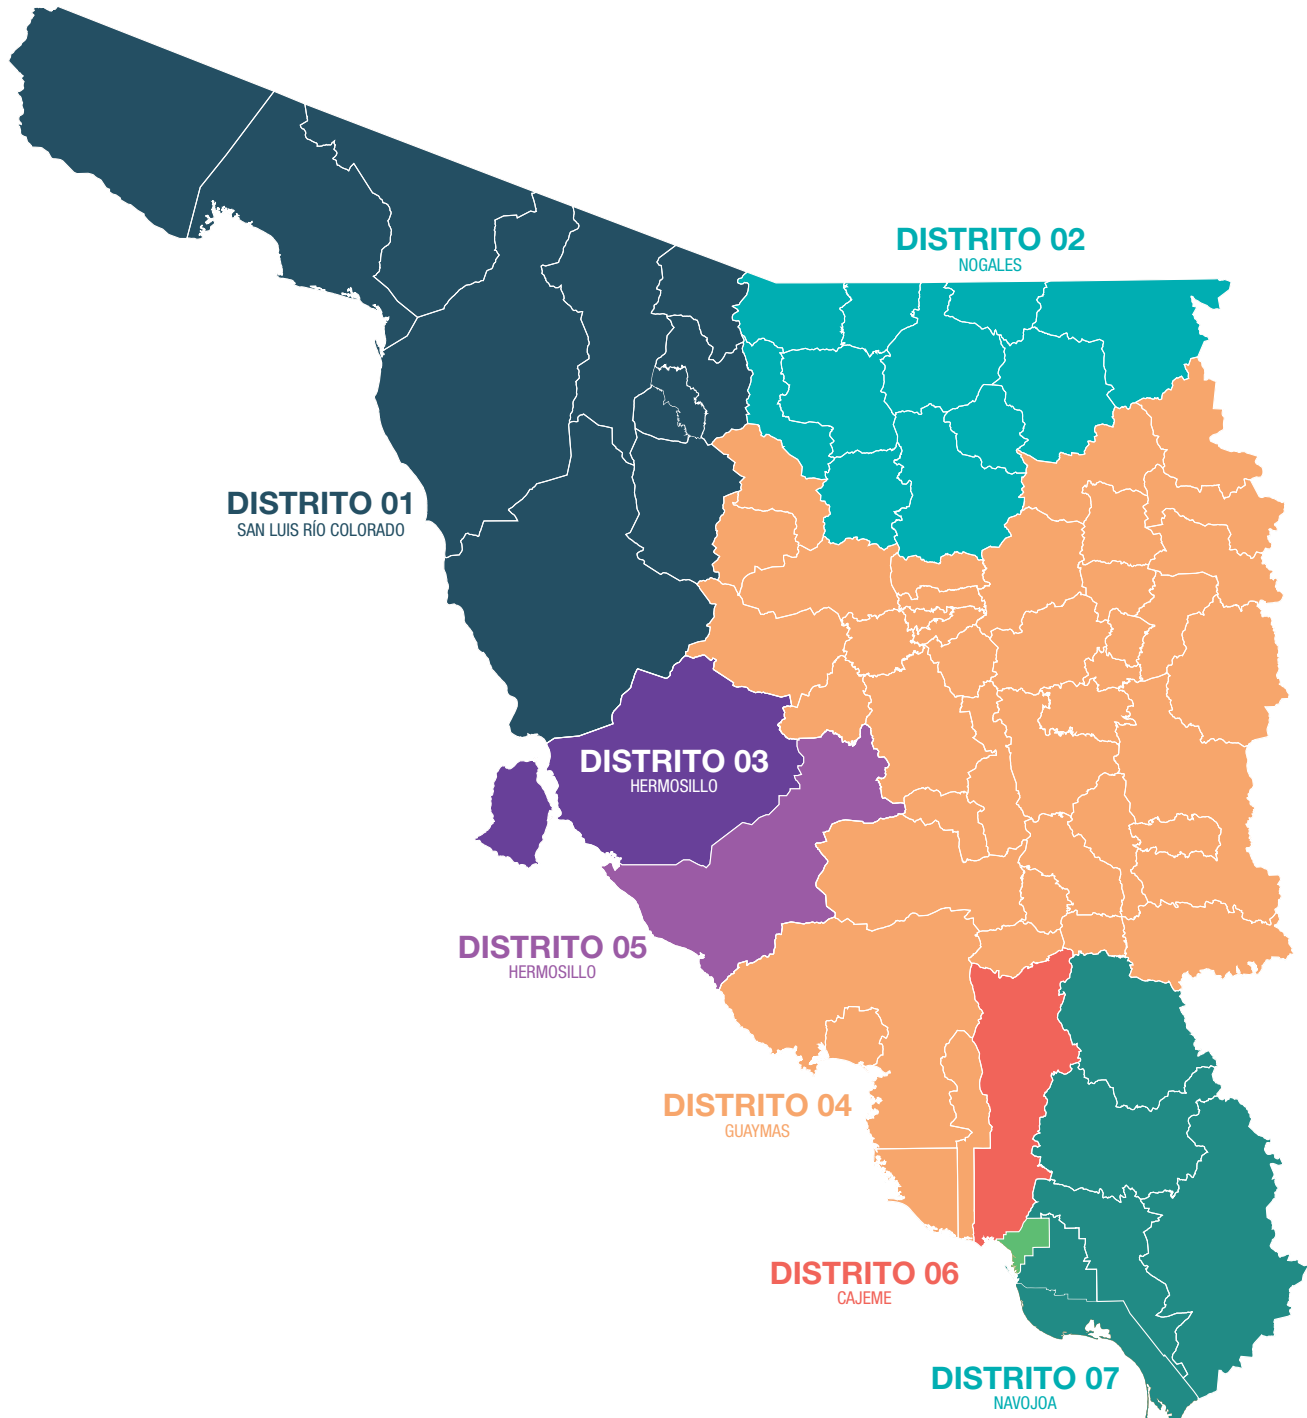 DISTRITO 02
NOGALES
DISTRITO 01
SAN LUIS RÍO COLORADO
DISTRITO 03
HERMOSILLO
DISTRITO 05
HERMOSILLO
DISTRITO 04
GUAYMAS
DISTRITO 06
CAJEME
DISTRITO 07
NAVOJOA